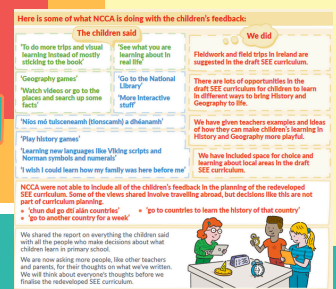 Here is some of what NCCA is doing with the children's feedback:
The children said
'To do more trips and visual
learning instead of mostly
sticking to the book'
'See what you are
learning about in
real life'
'Geography games'
'Watch videos or go to the
places and search up some
facts'
'Go to the National
Library'
'More interactive
stuff'
'Níos mó tuisceanamh (fionscamh) a dhéanamh'
'Play history games'
'Learning new languages like Viking scripts and
Norman symbols and numerals'
'I wish I could learn how my family was here before me'
We did
Fieldwork and field trips in Ireland are
suggested in the draft SEE curriculum.
There are lots of opportunities in the
draft SEE curriculum for children to learn
in different ways to bring History and
Geography to life.
We have given teachers examples and ideas
of how they can make children's learning in
History and Geography more playful.
We have included space for choice and
learning about local areas in the draft
SEE curriculum.
NCCA were not able to include all of the children's feedback in the planning of the redeveloped
SEE curriculum. Some of the views shared involve travelling abroad, but decisions like this are not
part of curriculum planning.
• 'chun dul go dtí alán countries'
• 'go to countries to learn the history of that country'
• 'go to another country for a week'
We shared the report on everything the children said
with all the people who make decisions about what
children learn in primary school.
We are now asking more people, like other teachers
and parents, for their thoughts on what we've written.
We will think about everyone's thoughts before we
finalise the redeveloped SEE curriculum.